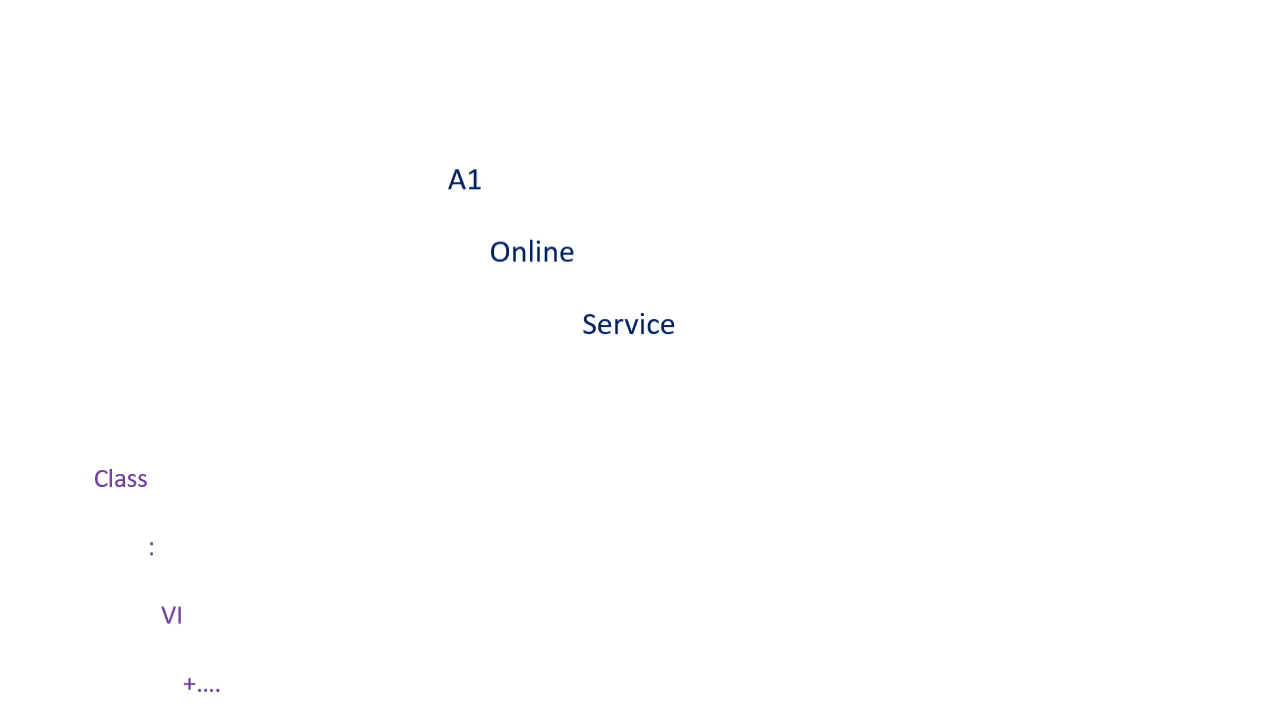 A1
Online
Service
Class
:
VI
+....